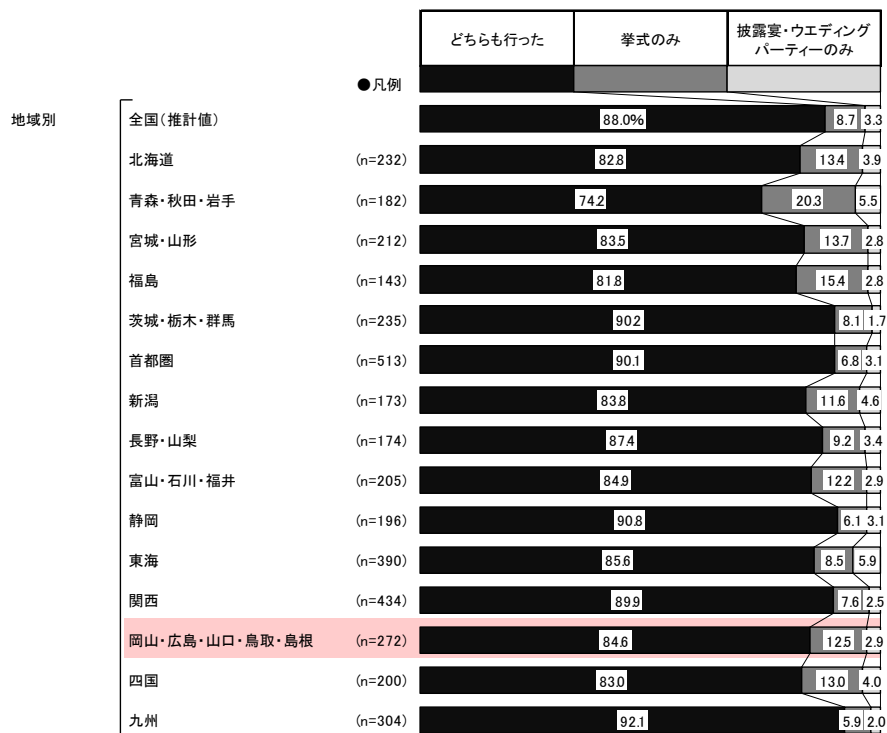 どちらも行った 挙式のみ 披露宴・ウエディング
パーティーのみ
●凡例
地域別 全国(推計値) 88.0% 8.7 3.3
北海道 (n=232) 82.8 13.4 3.9
青森・秋田・岩手 (n=182) 74.2 20.3 5.5
宮城・山形 (n=212) 83.5 13.7 2.8
福島 (n=143) 81.8 15.4 2.8
茨城・栃木・群馬 (n=235) 90.2 8.1 1.7
首都圏 (n=513) 90.1 6.8 3.1
新潟 (n=173) 83.8 11.6 4.6
長野・山梨 (n=174) 87.4 9.2 3.4
富山・石川・福井 (n=205) 84.9 12.2 2.9
静岡 (n=196) 90.8 6.1 3.1
東海 (n=390) 85.6 8.5 5.9
関西 (n=434) 89.9 7.6 2.5
岡山・広島・山口・鳥取・島根 (n=272) 84.6 12.5 2.9
四国 (n=200) 83.0 13.0 4.0
九州 (n=304) 92.1 5.9 2.0